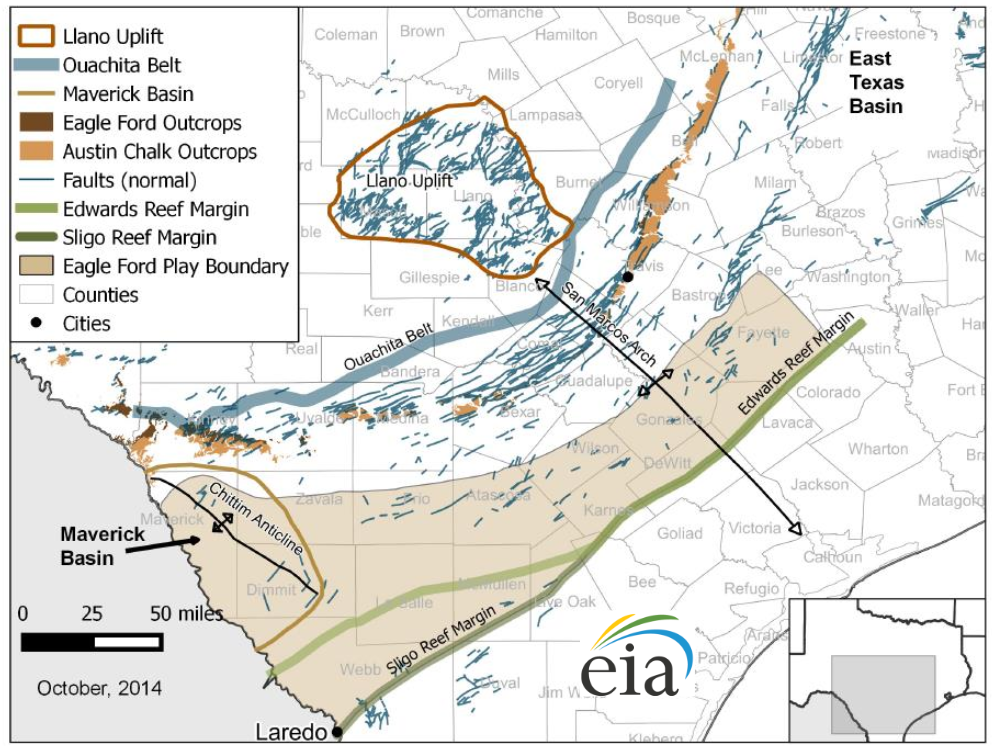 Llano Uplift
Ouachita Belt
Maverick Basin
Eagle Ford Outcrops
Austin Chalk Outcrops
Faults (normal)
Edwards Reef Margin
Sligo Reef Margin
Eagle Ford Play Boundary
Counties
Cities
Comanche
Bosque
Hill
Freestone
Coleman
Brown
Hamilton
McLennan
Limestone
East
Texas
Basin
Mills
Coryell
Falls
McCulloch
Lampasas
Robert
Madison
Llano Uplift
Llano
Burnet
Milam
Williamson
Brazos
Burleson
Grimes
Gillespie
Blanco
Travis
Lee
Washington
San Marcos Arch
Bastrop
Waller
Kerr
Kendall
Fayette
Ouachita Belt
Real
Comal
Austin
Edwards Reef Margin
Bandera
Guadalupe
Colorado
Fort B
Kinney
Uvalde
Medina
Bexar
Gonzales
Lavaca
Wilson
Wharton
DeWitt
Chittim Anticline
Zavala
Frio
Atascosa
Jackson
Matagord
Maverick
Karnes
Maverick
Basin
Goliad
Victoria
Calhoun
Dimmit
La Salle
McMullen
Bee
Refugio
Live Oak
0 25 50 miles
Sligo Reef Margin
eia
Webb
Patricio
October, 2014
Duval
Jim W
Laredo
Kleberg